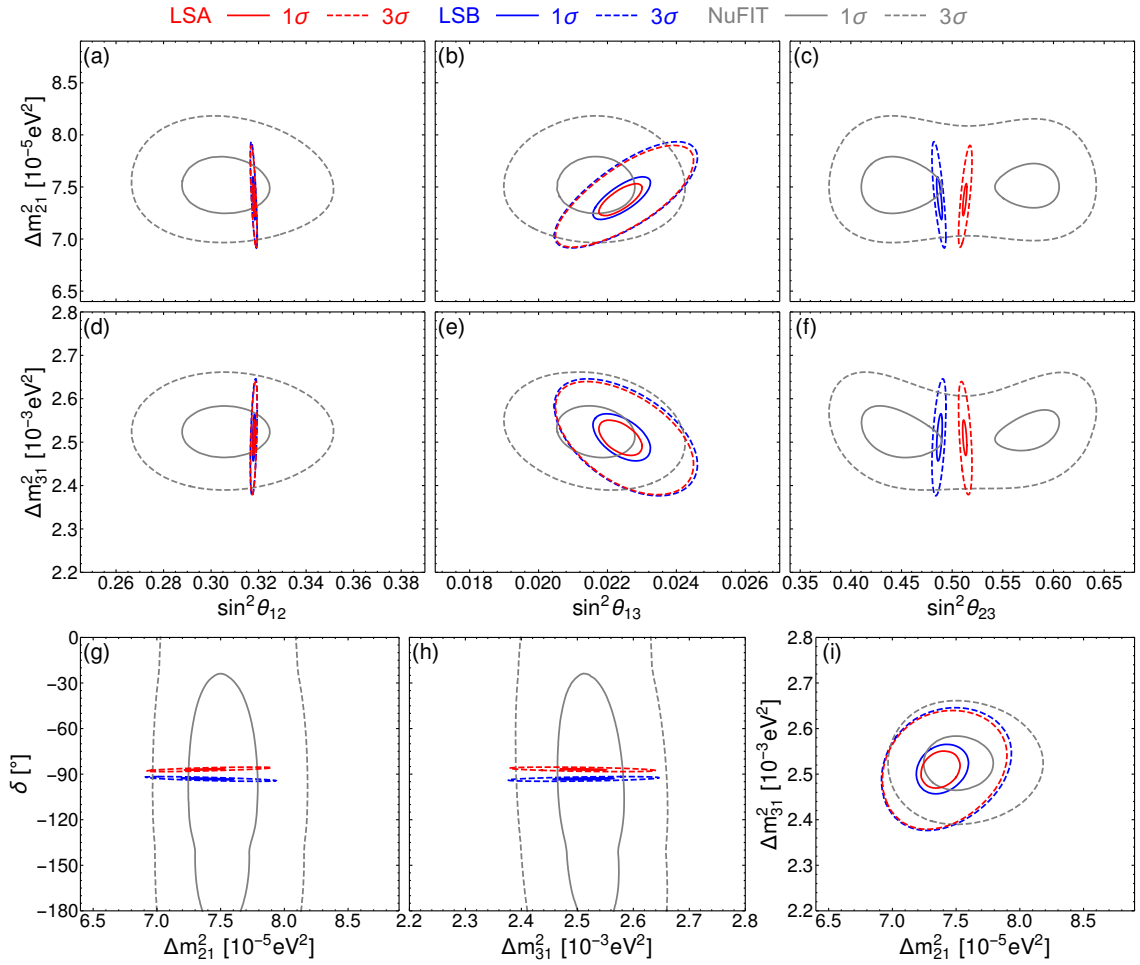 LSA 1σ 3σ LSB 1σ 3σ NuFIT 1σ 3σ
(a) (b) (c)
8.5
8.0
7.5
7.0
6.5
Δm²₂₁ [10⁻⁵eV²]
(d) (e) (f)
2.8
2.7
2.6
2.5
2.4
2.3
2.2
Δm²₃₁ [10⁻³eV²]
0.26 0.28 0.30 0.32 0.34 0.36 0.38 0.018 0.020 0.022 0.024 0.026 0.35 0.40 0.45 0.50 0.55 0.60 0.65
sin²θ₁₂ sin²θ₁₃ sin²θ₂₃
(g) (h) (i)
0
-30
-60
-90
-120
-150
-180
δ [°]
2.8
2.7
2.6
2.5
2.4
2.3
2.2
Δm²₃₁ [10⁻³eV²]
6.5 7.0 7.5 8.0 8.5 2.2 2.2 2.3 2.4 2.5 2.6 2.7 2.8 6.5 7.0 7.5 8.0 8.5
Δm²₂₁ [10⁻⁵eV²] Δm²₃₁ [10⁻³eV²] Δm²₂₁ [10⁻⁵eV²]